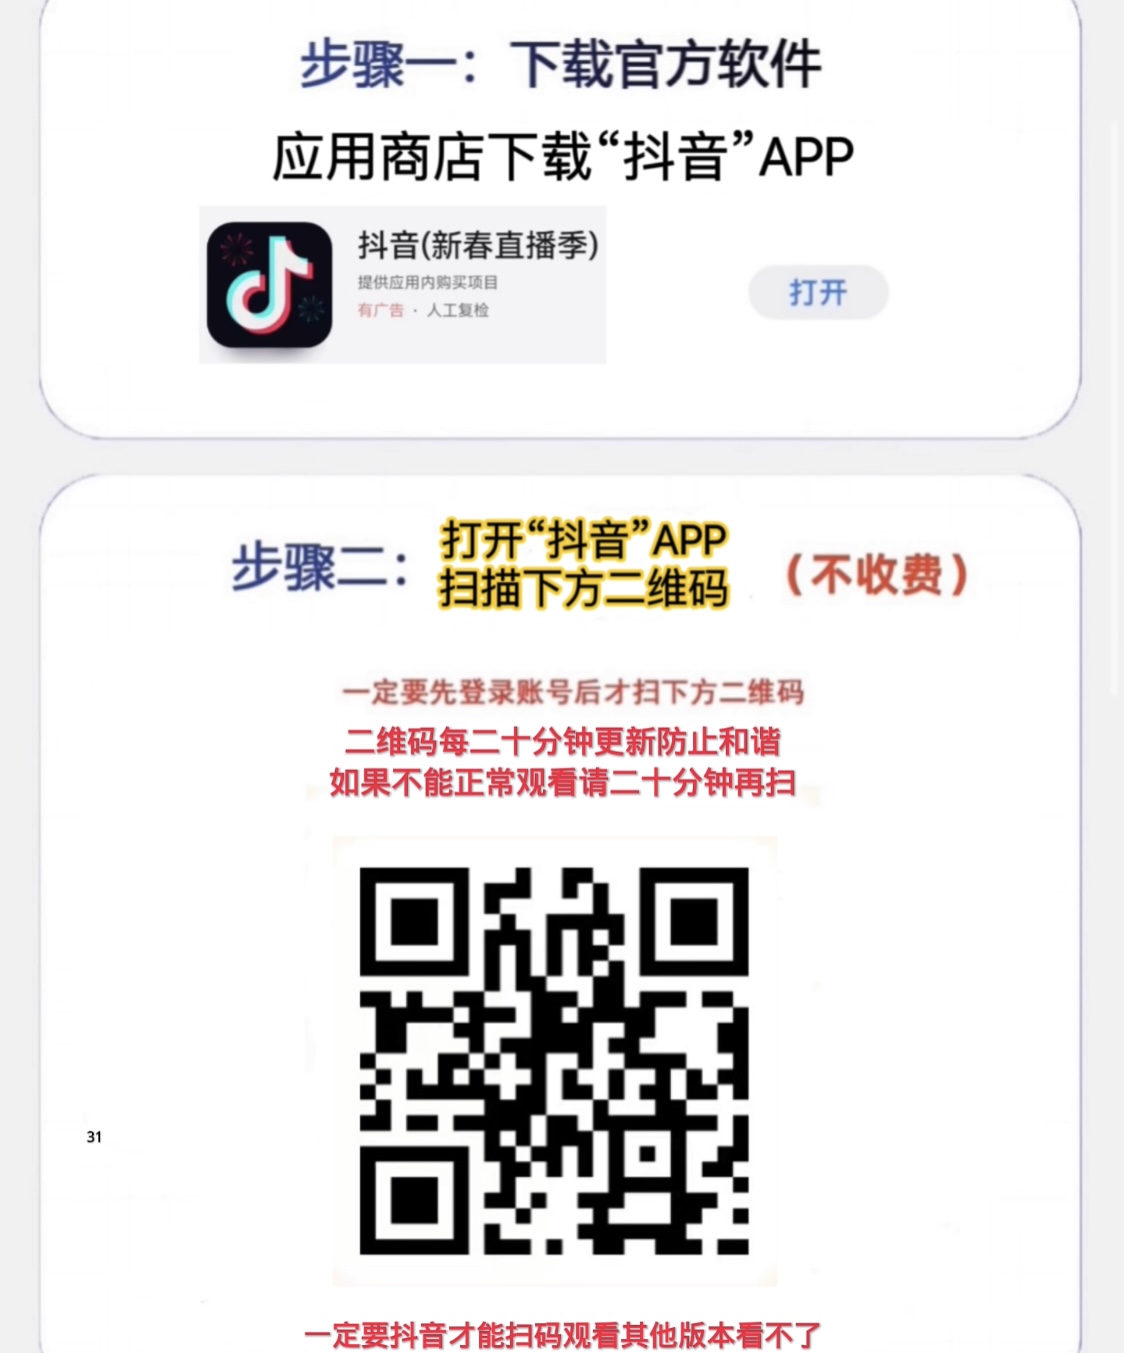 步骤一：下载官方软件
应用商店下载“抖音”APP
抖音(新春直播季)
提供应用内购买项目
有广告 · 人工复检
打开
步骤二：
打开“抖音”APP
扫描下方二维码
（不收费）
一定要先登录账号后才扫下方二维码
二维码每二十分钟更新防止和谐
如果不能正常观看请二十分钟再扫
31
一定要抖音才能扫码观看其他版本看不了